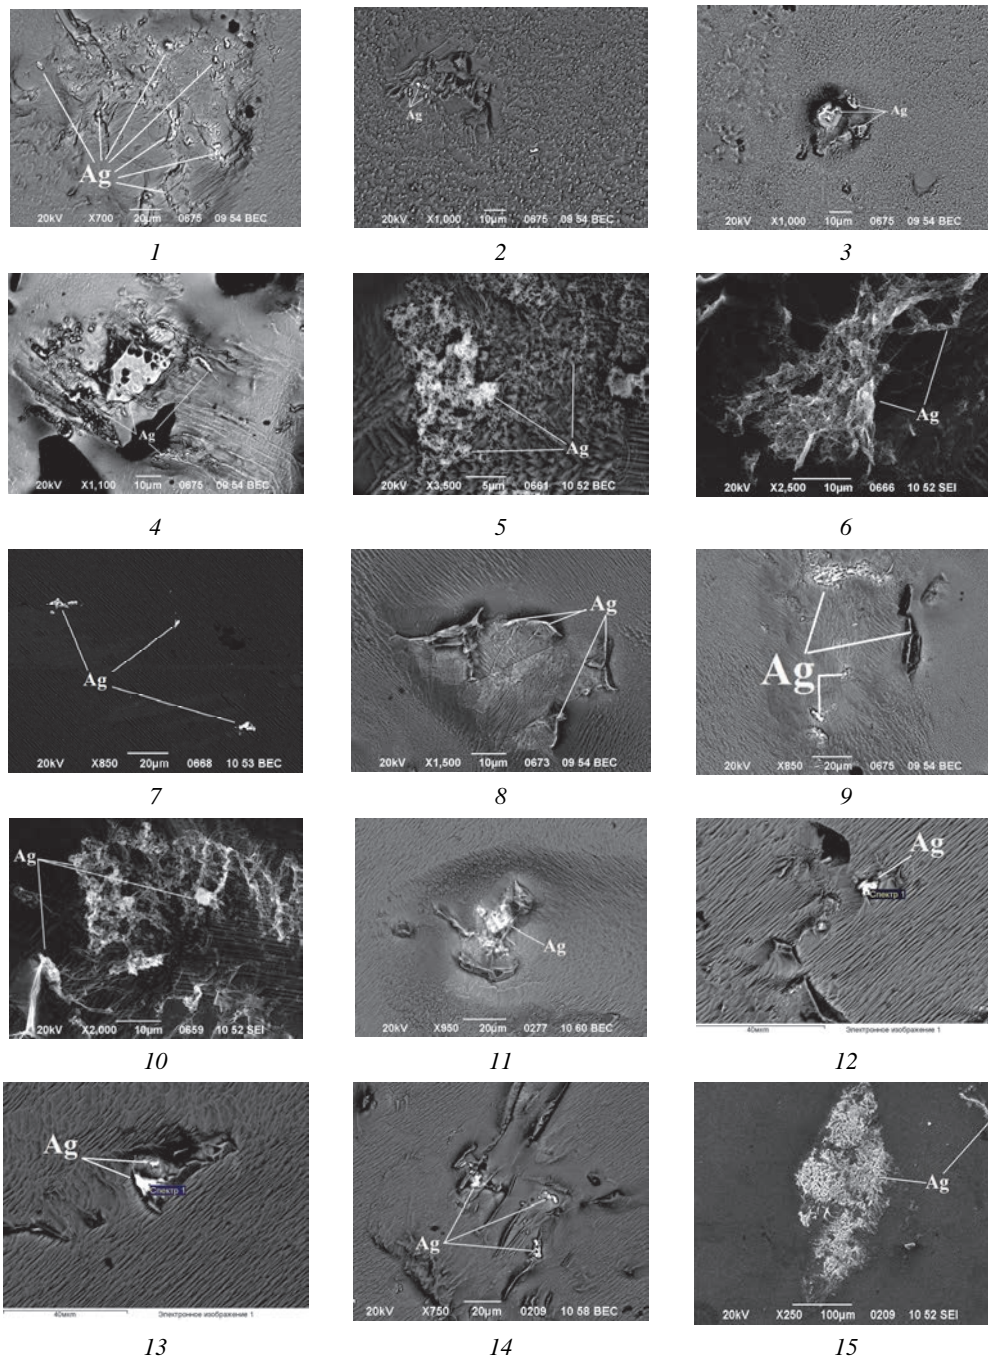 Ag
20kV X700 20µm 0675 09 54 BEC
1
Ag
20kV X1,000 10µm 0675 09 54 BEC
2
Ag
20kV X1,000 10µm 0675 09 54 BEC
3
Ag
20kV X1,100 10µm 0675 09 54 BEC
4
Ag
20kV X3,500 5µm 0661 10 52 BEC
5
Ag
20kV X2,500 10µm 0666 10 52 SEI
6
Ag
20kV X850 20µm 0668 10 53 BEC
7
Ag
20kV X1,500 10µm 0673 09 54 BEC
8
Ag
20kV X850 20µm 0675 09 54 BEC
9
Ag
20kV X2,000 10µm 0659 10 52 SEI
10
Ag
20kV X950 20µm 0277 10 60 BEC
11
Ag
Спектр 1
40мкm Электронное изображение 1
12
Ag
Спектр 1
40мкm Электронное изображение 1
13
Ag
20kV X750 20µm 0209 10 58 BEC
14
Ag
20kV X250 100µm 0209 10 52 SEI
15